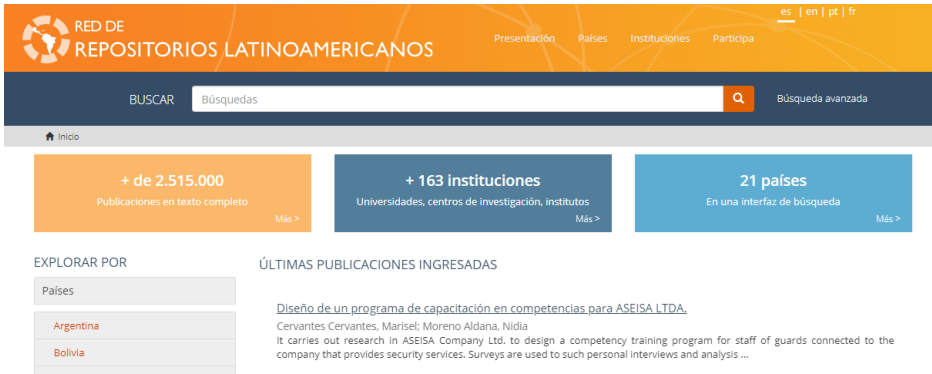 es | en | pt | fr
RED DE
REPOSITORIOS LATINOAMERICANOS
Presentación Países Instituciones Participa
BUSCAR Búsquedas Búsqueda avanzada
Inicio
+ de 2.515.000
Publicaciones en texto completo
Más >
+ 163 instituciones
Universidades, centros de investigación, institutos
Más >
21 países
En una interfaz de búsqueda
Más >
EXPLORAR POR
Países
Argentina
Bolivia
ÚLTIMAS PUBLICACIONES INGRESADAS
Diseño de un programa de capacitación en competencias para ASEISA LTDA.
Cervantes Cervantes, Marisel; Moreno Aldana, Nidia
It carries out research in ASEISA Company Ltd. to design a competency training program for staff of guards connected to the
company that provides security services. Surveys are used to such personal interviews and analysis ...